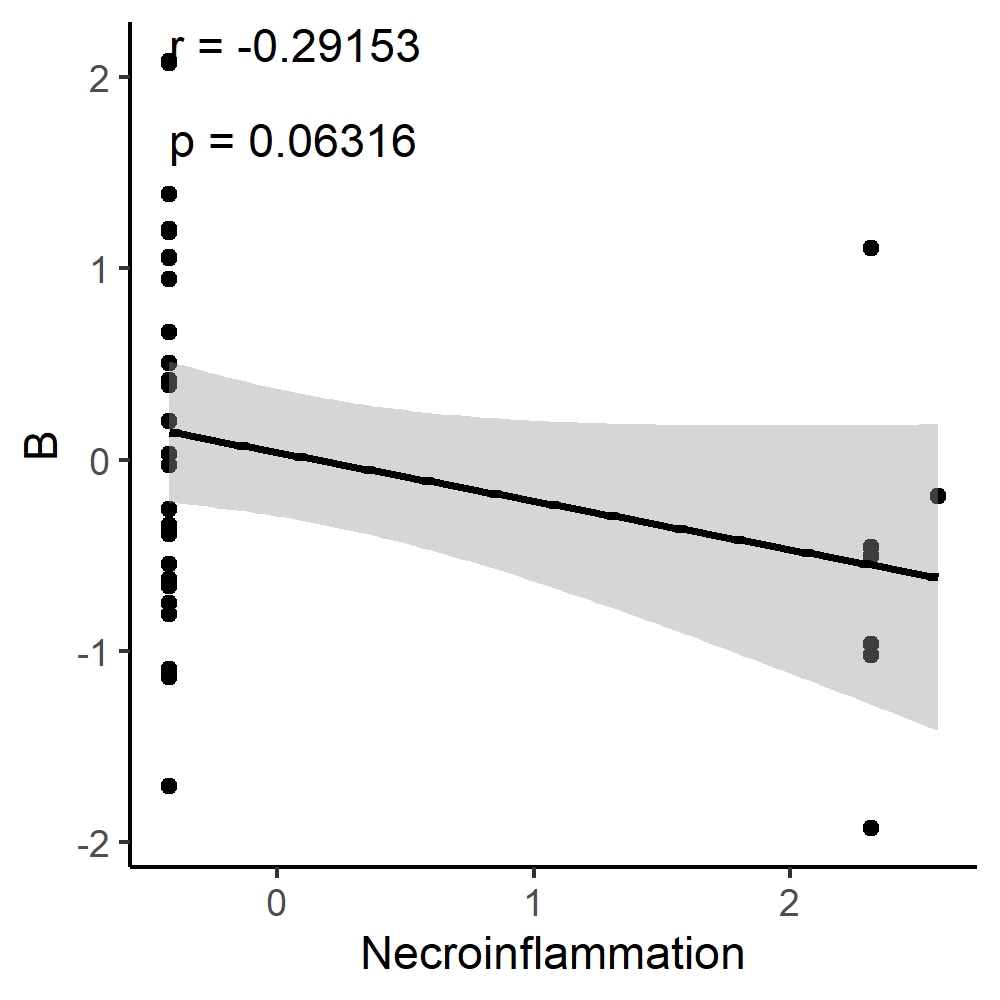 r = -0.29153
p = 0.06316
2
1
0
-1
-2
B
0 1 2
Necroinflammation